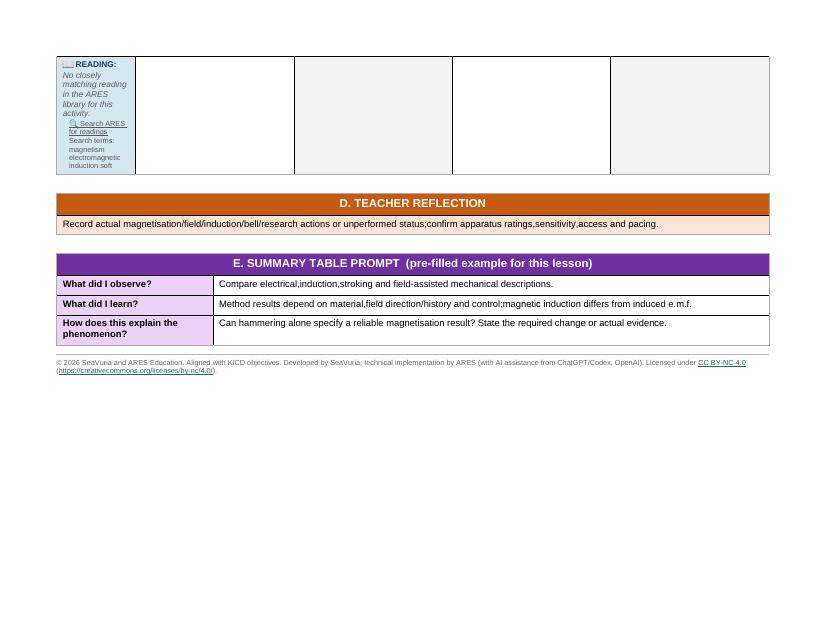 📖 READING:
No closely
matching reading
in the ARES
library for this
activity.
🔍 Search ARES
for readings
Search terms:
magnetism
electromagnetic
induction soft
D. TEACHER REFLECTION
Record actual magnetisation/field/induction/bell/research actions or unperformed status;confirm apparatus ratings,sensitivity,access and pacing.
E. SUMMARY TABLE PROMPT (pre-filled example for this lesson)
What did I observe?
Compare electrical,induction,stroking and field-assisted mechanical descriptions.
What did I learn?
Method results depend on material,field direction/history and control;magnetic induction differs from induced e.m.f.
How does this explain the
phenomenon?
Can hammering alone specify a reliable magnetisation result? State the required change or actual evidence.
© 2026 SeaVuria and ARES Education. Aligned with KICD objectives. Developed by SeaVuria; technical implementation by ARES (with AI assistance from ChatGPT/Codex, OpenAI). Licensed under CC BY-NC 4.0
(https://creativecommons.org/licenses/by-nc/4.0/).